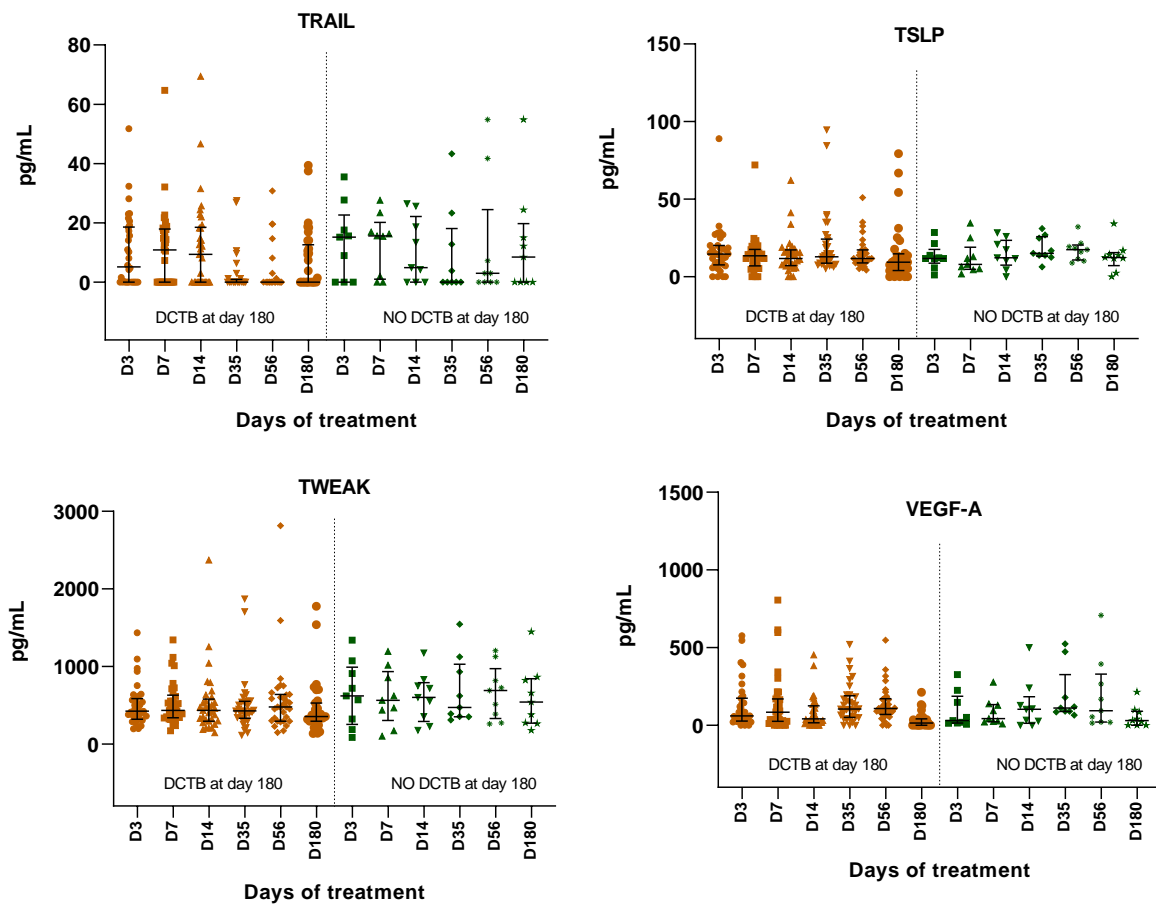 TRAIL
80
60
40
20
0
pg/mL
DCTB at day 180
NO DCTB at day 180
D3
D7
D14
D35
D56
D180
D3
D7
D14
D35
D56
D180
Days of treatment
TSLP
150
100
50
0
pg/mL
DCTB at day 180
NO DCTB at day 180
D3
D7
D14
D35
D56
D180
D3
D7
D14
D35
D56
D180
Days of treatment
TWEAK
3000
2000
1000
0
pg/mL
DCTB at day 180
NO DCTB at day 180
D3
D7
D14
D35
D56
D180
D3
D7
D14
D35
D56
D180
Days of treatment
VEGF-A
1500
1000
500
0
pg/mL
DCTB at day 180
NO DCTB at day 180
D3
D7
D14
D35
D56
D180
D3
D7
D14
D35
D56
D180
Days of treatment